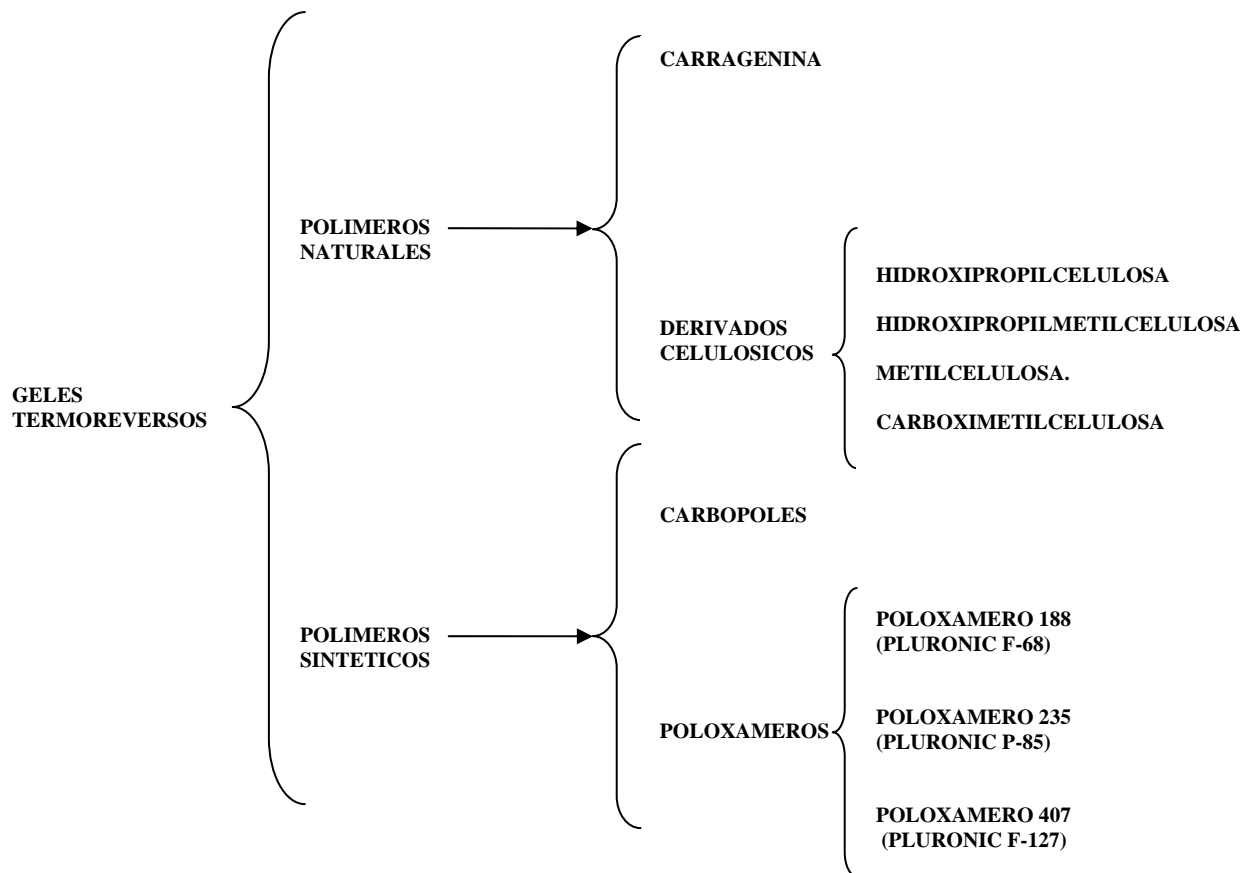 GELES
TERMOREVERSOS
POLIMEROS
NATURALES
CARRAGENINA
DERIVADOS
CELULOSICOS
HIDROXIPROPILCELULOSA
HIDROXIPROPILMETILCELULOSA
METILCELULOSA.
CARBOXIMETILCELULOSA
POLIMEROS
SINTETICOS
CARBOPOLES
POLOXAMEROS
POLOXAMERO 188
(PLURONIC F-68)
POLOXAMERO 235
(PLURONIC P-85)
POLOXAMERO 407
(PLURONIC F-127)